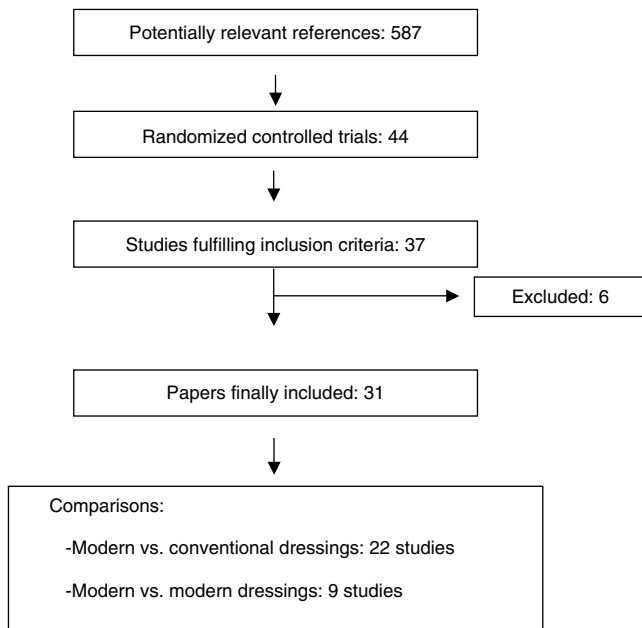 Potentially relevant references: 587
Randomized controlled trials: 44
Studies fulfilling inclusion criteria: 37
Excluded: 6
Papers finally included: 31
Comparisons:
-Modern vs. conventional dressings: 22 studies
-Modern vs. modern dressings: 9 studies